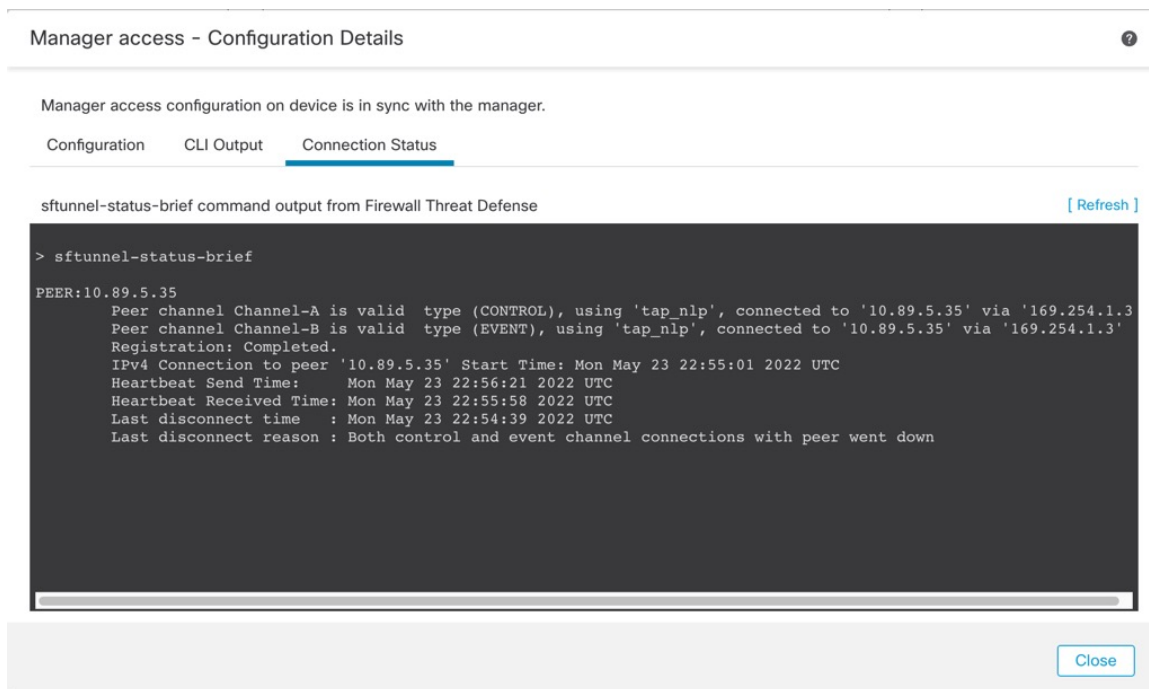 Manager access - Configuration Details
?
Manager access configuration on device is in sync with the manager.
Configuration CLI Output Connection Status
sftunnel-status-brief command output from Firewall Threat Defense [ Refresh ]
> sftunnel-status-brief
PEER:10.89.5.35
Peer channel Channel-A is valid type (CONTROL), using 'tap_nlp', connected to '10.89.5.35' via '169.254.1.3
Peer channel Channel-B is valid type (EVENT), using 'tap_nlp', connected to '10.89.5.35' via '169.254.1.3'
Registration: Completed.
IPv4 Connection to peer '10.89.5.35' Start Time: Mon May 23 22:55:01 2022 UTC
Heartbeat Send Time: Mon May 23 22:56:21 2022 UTC
Heartbeat Received Time: Mon May 23 22:55:58 2022 UTC
Last disconnect time : Mon May 23 22:54:39 2022 UTC
Last disconnect reason : Both control and event channel connections with peer went down
Close